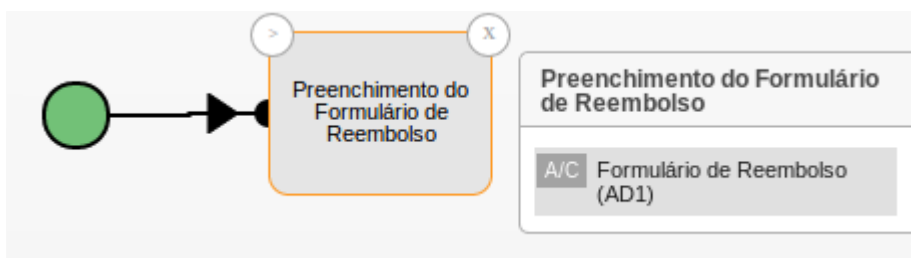 >
X
Preenchimento do
Formulário de
Reembolso
Preenchimento do Formulário
de Reembolso
A/C Formulário de Reembolso
(AD1)